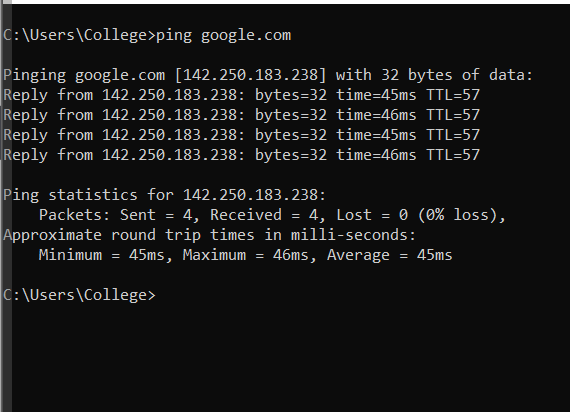 C:\Users\College>ping google.com
Pinging google.com [142.250.183.238] with 32 bytes of data:
Reply from 142.250.183.238: bytes=32 time=45ms TTL=57
Reply from 142.250.183.238: bytes=32 time=46ms TTL=57
Reply from 142.250.183.238: bytes=32 time=45ms TTL=57
Reply from 142.250.183.238: bytes=32 time=46ms TTL=57
Ping statistics for 142.250.183.238:
    Packets: Sent = 4, Received = 4, Lost = 0 (0% loss),
Approximate round trip times in milli-seconds:
    Minimum = 45ms, Maximum = 46ms, Average = 45ms
C:\Users\College>